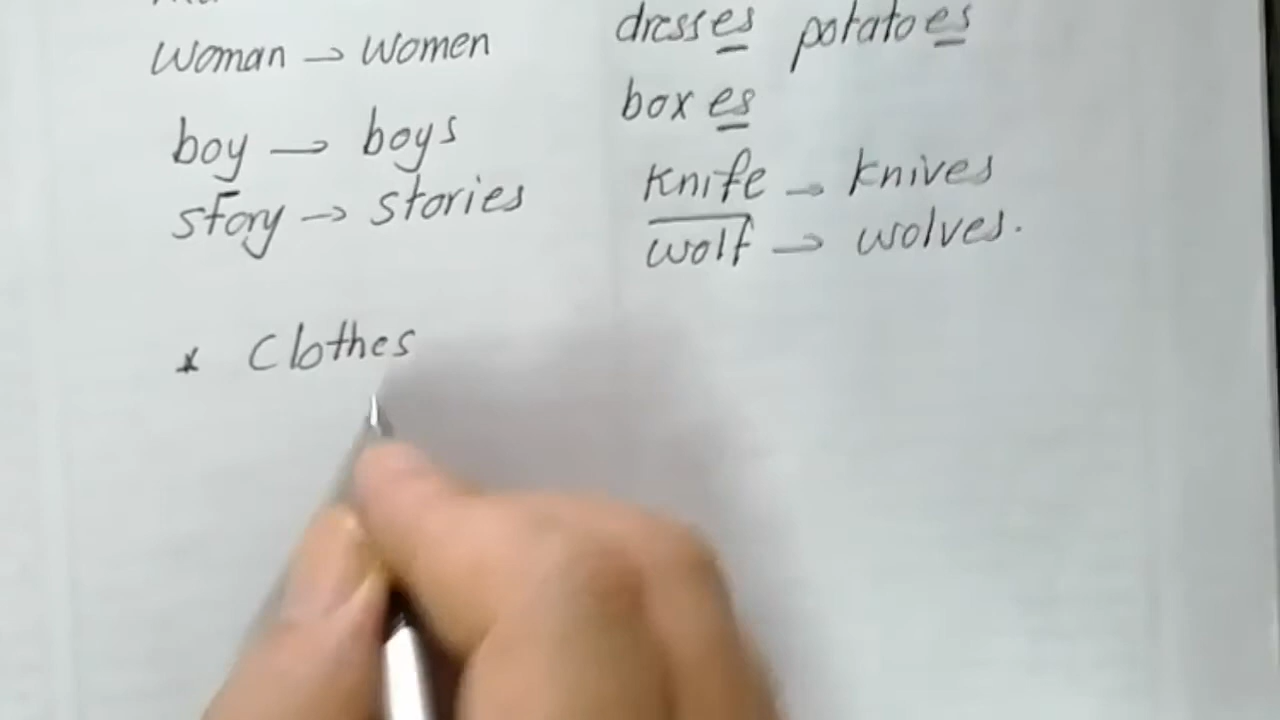 woman → women
boy → boys
story → stories
dresses potatoes
boxes
knife → knives
wolf → wolves.
* Clothes